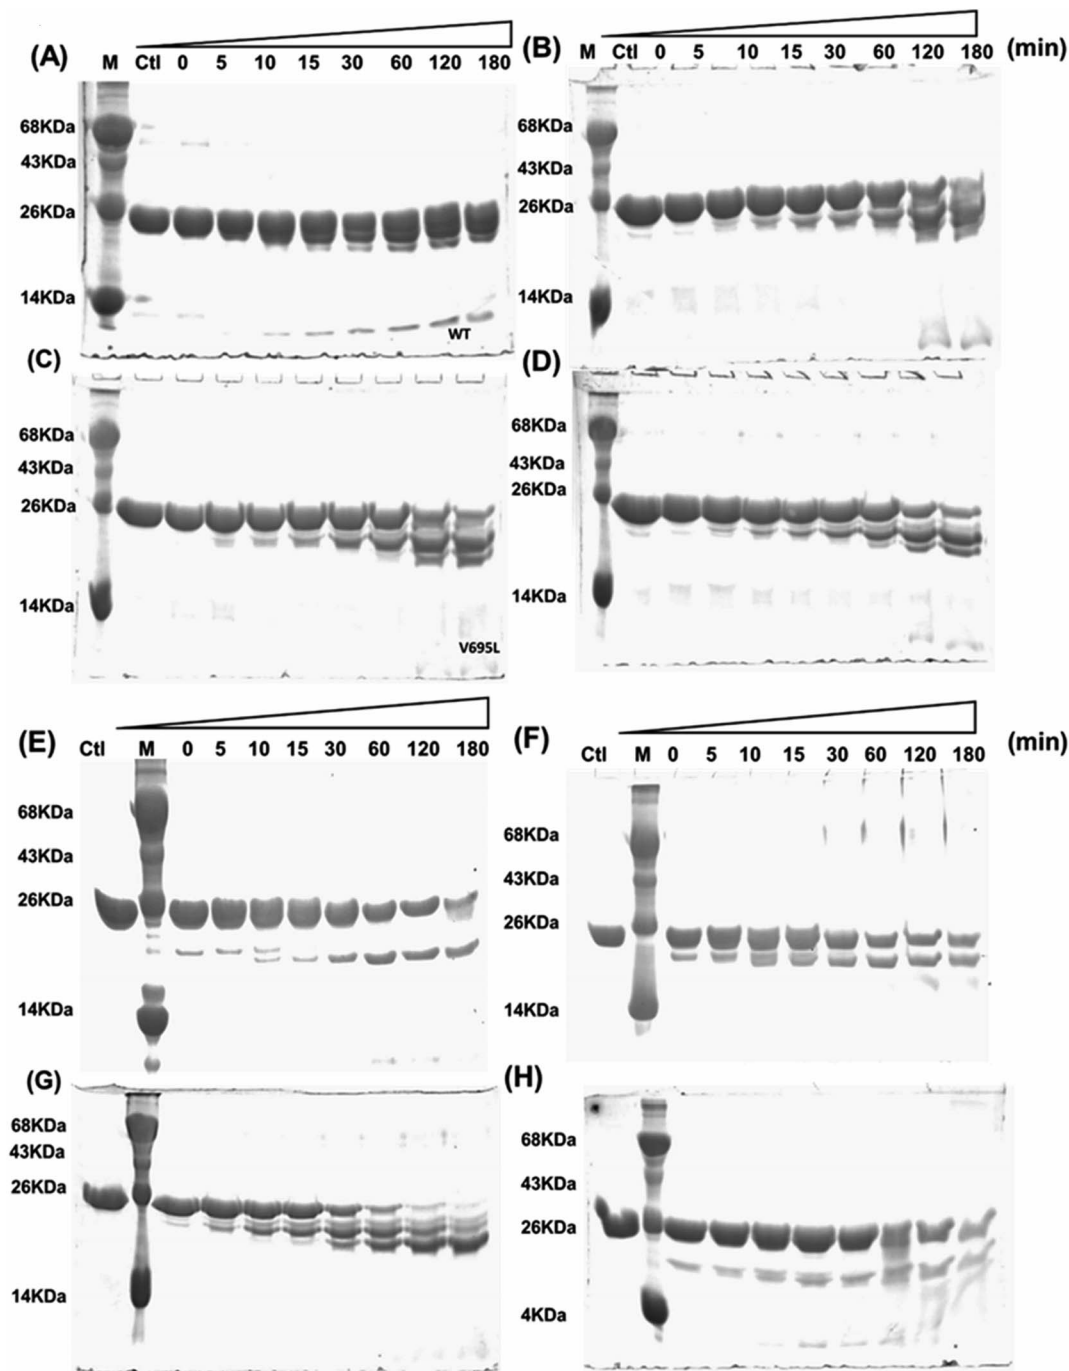 (A) M Ctl 0 5 10 15 30 60 120 180
68KDa
43KDa
26KDa
14KDa
WT
(B) M Ctl 0 5 10 15 30 60 120 180 (min)
68KDa
43KDa
26KDa
14KDa
(C)
68KDa
43KDa
26KDa
14KDa
V695L
(D)
68KDa
43KDa
26KDa
14KDa
(E) Ctl M 0 5 10 15 30 60 120 180
68KDa
43KDa
26KDa
14KDa
(F) Ctl M 0 5 10 15 30 60 120 180 (min)
68KDa
43KDa
26KDa
14KDa
(G)
68KDa
43KDa
26KDa
14KDa
(H)
68KDa
43KDa
26KDa
4KDa